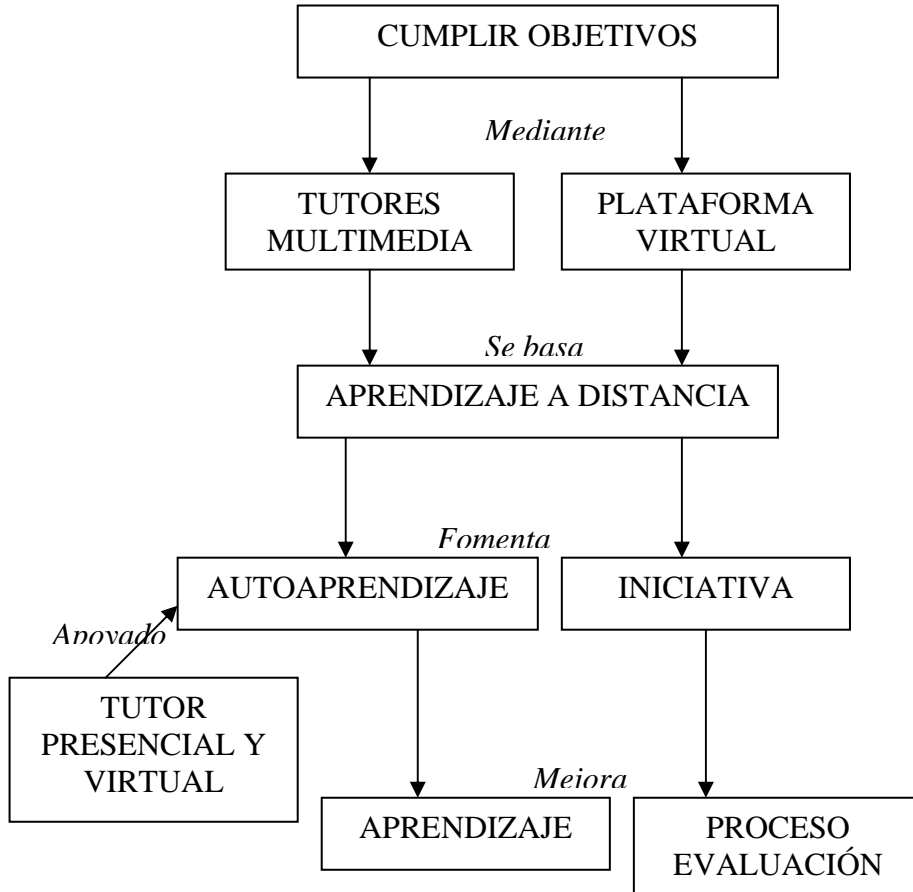 CUMPLIR OBJETIVOS
Mediante
TUTORES
MULTIMEDIA
PLATAFORMA
VIRTUAL
Se basa
APRENDIZAJE A DISTANCIA
Fomenta
AUTOAPRENDIZAJE
INICIATIVA
Apoyado
TUTOR
PRESENCIAL Y
VIRTUAL
Mejora
APRENDIZAJE
PROCESO
EVALUACIÓN